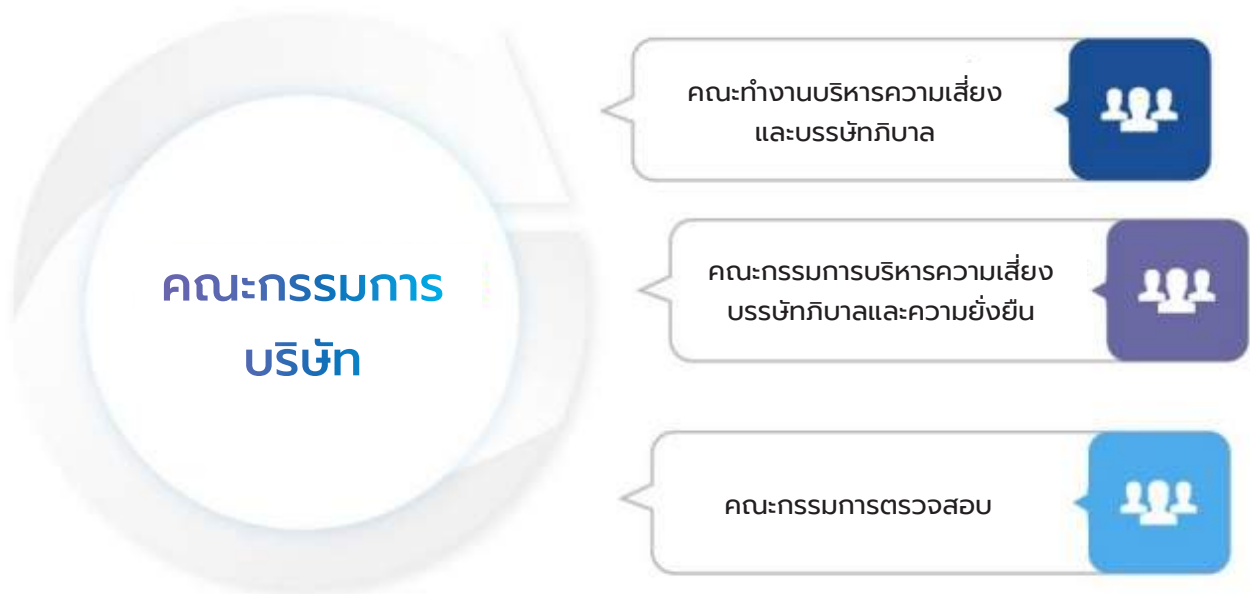 คณะกรรมการ
บริษัท
คณะทำงานบริหารความเสี่ยง
และบรรษัทภิบาล
คณะกรรมการบริหารความเสี่ยง
บรรษัทภิบาลและความยั่งยืน
คณะกรรมการตรวจสอบ